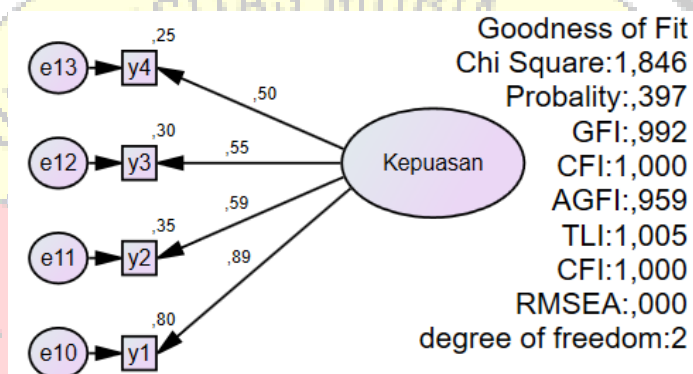 Goodness of Fit
Chi Square:1,846
Probality:,397
GFI:,992
CFI:1,000
AGFI:,959
TLI:1,005
CFI:1,000
RMSEA:,000
degree of freedom:2
,25
e13 y4
,50
,30
e12 y3
,55
Kepuasan
,59
,35
e11 y2
,89
,80
e10 y1